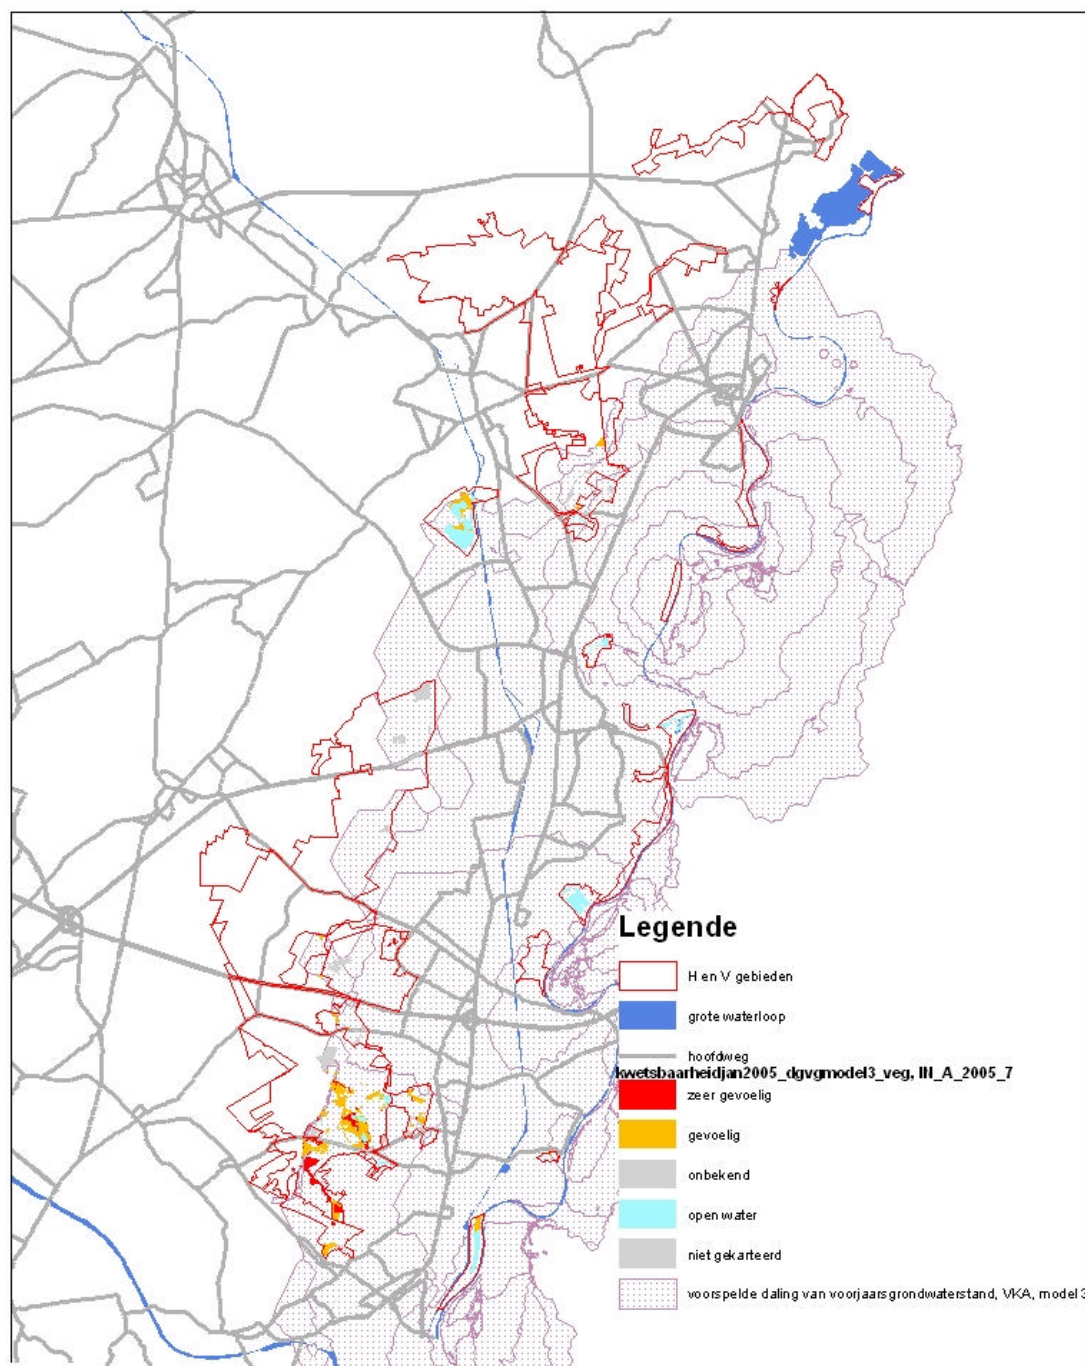 Legende
H en V gebieden
grote waterloop
hoofdweg
kwetsbaarheidjan2005_dgvgmodel3_veg, IN_A_2005_7
zeer gevoelig
gevoelig
onbekend
open water
niet gekarteerd
voorspelde daling van voorjaarsgrondwaterstand, VKA, model 3